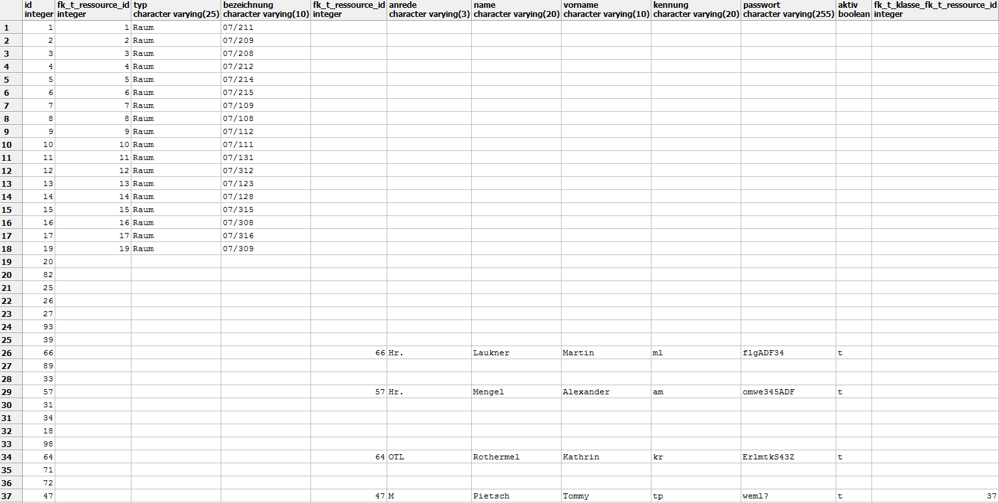 id fk_t_ressource_id typ bezeichnung fk_t_ressource_id anrede name vorname kennung passwort aktiv fk_t_klasse_fk_t_ressource_id
integer integer character varying(25) character varying(10) integer character varying(3) character varying(20) character varying(10) character varying(20) character varying(255) boolean integer
1 1 1 Raum 07/211
2 2 2 Raum 07/209
3 3 3 Raum 07/208
4 4 4 Raum 07/212
5 5 5 Raum 07/214
6 6 6 Raum 07/215
7 7 7 Raum 07/109
8 8 8 Raum 07/108
9 9 9 Raum 07/112
10 10 10 Raum 07/111
11 11 11 Raum 07/131
12 12 12 Raum 07/312
13 13 13 Raum 07/123
14 14 14 Raum 07/128
15 15 15 Raum 07/315
16 16 16 Raum 07/308
17 17 17 Raum 07/316
18 19 19 Raum 07/309
19 20
20 82
21 25
22 26
23 27
24 93
25 39
26 66 66 Hr. Laukner Martin ml flgADF34 t
27 89
28 33
29 57 57 Hr. Mengel Alexander am omwe345ADF t
30 31
31 34
32 18
33 98
34 64 64 OTL Rothermel Kathrin kr ErlmtkS43Z t
35 71
36 72
37 47 47 M Pietsch Tommy tp weml? t 37